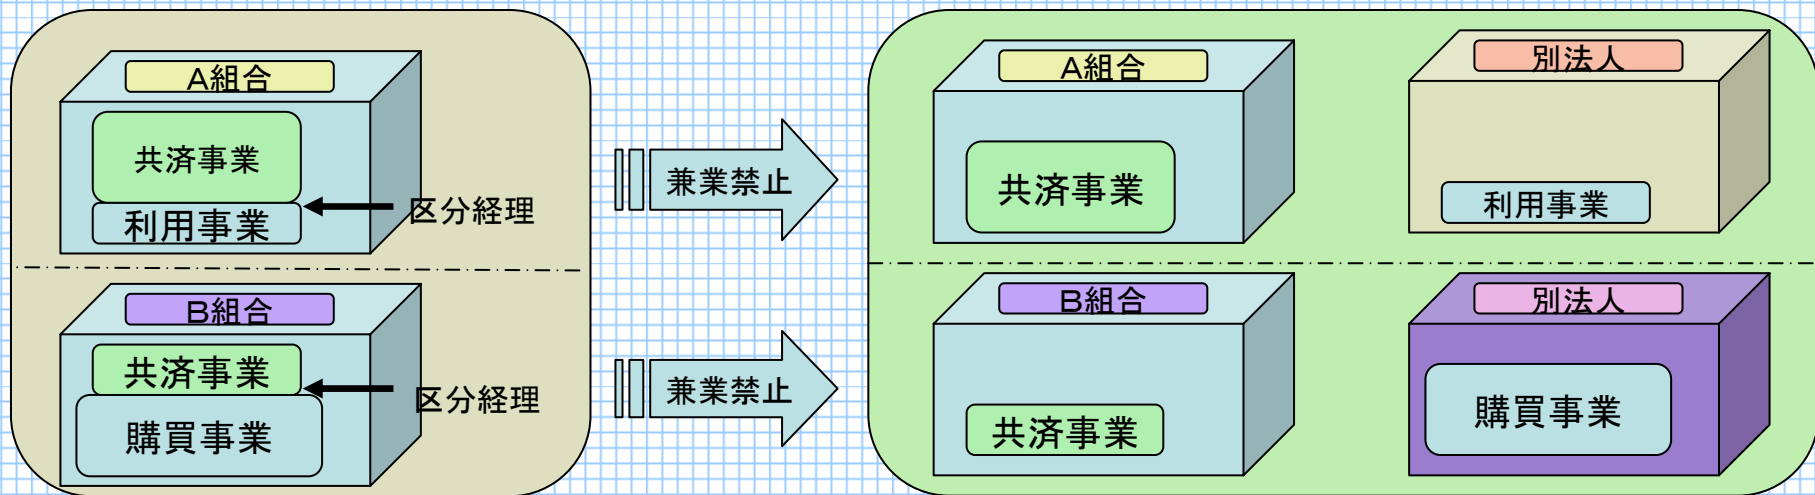 A組合
共済事業
利用事業
区分経理
B組合
共済事業
区分経理
購買事業
兼業禁止
兼業禁止
A組合
共済事業
別法人
利用事業
B組合
共済事業
別法人
購買事業